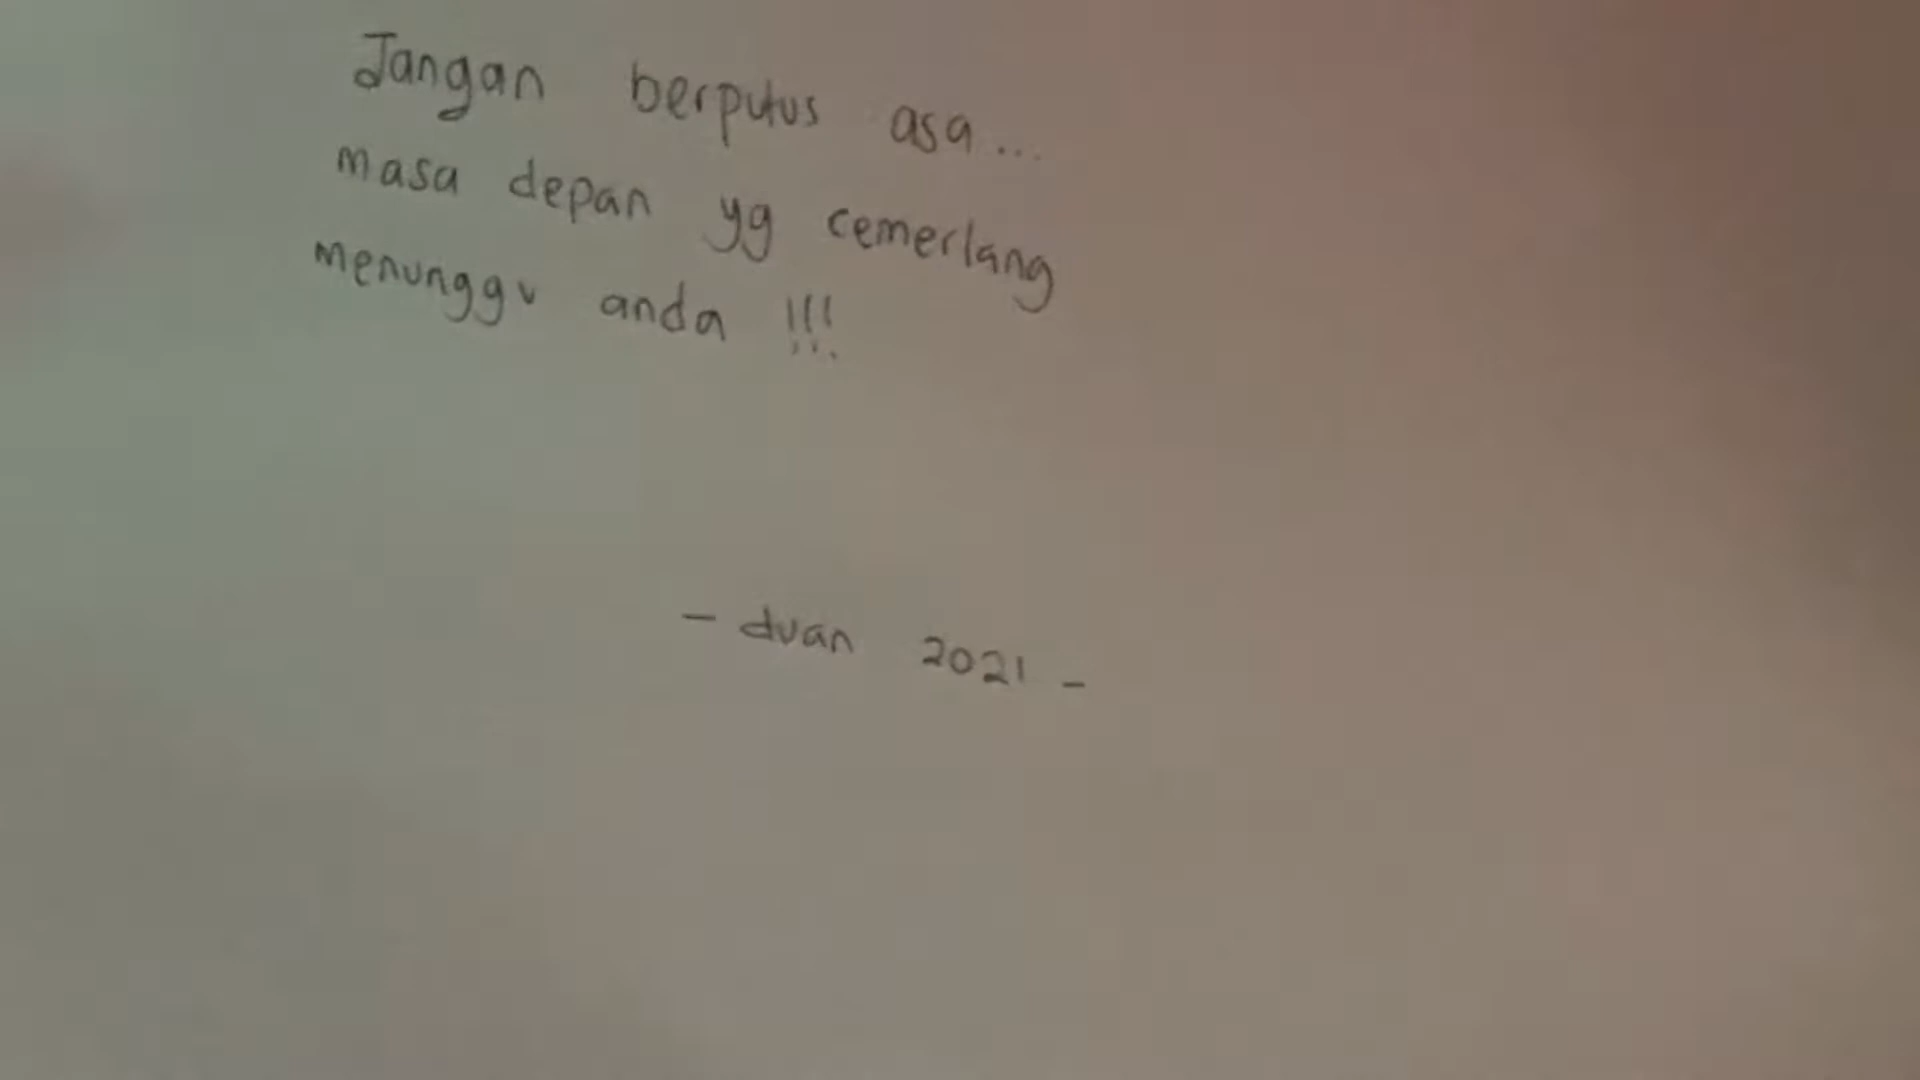 Jangan berputus asa...
masa depan yg cemerlang
menunggu anda !!!
- duan 2021 -